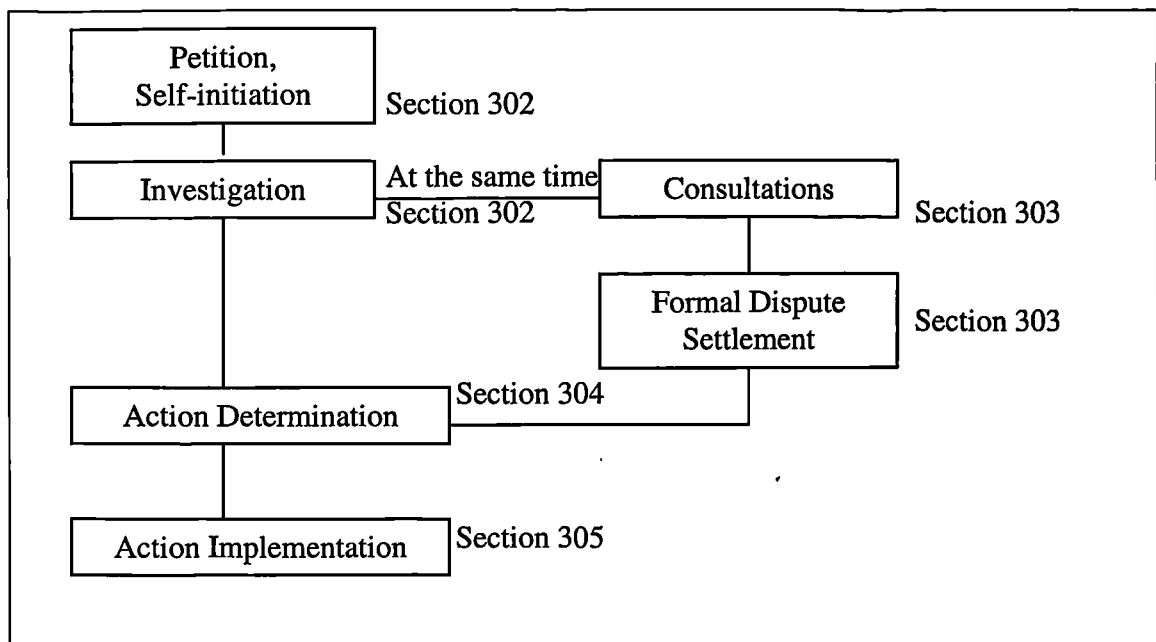 Petition,
Self-initiation
Section 302
Investigation
At the same time
Section 302
Consultations
Section 303
Formal Dispute
Settlement
Section 303
Action Determination
Section 304
Action Implementation
Section 305